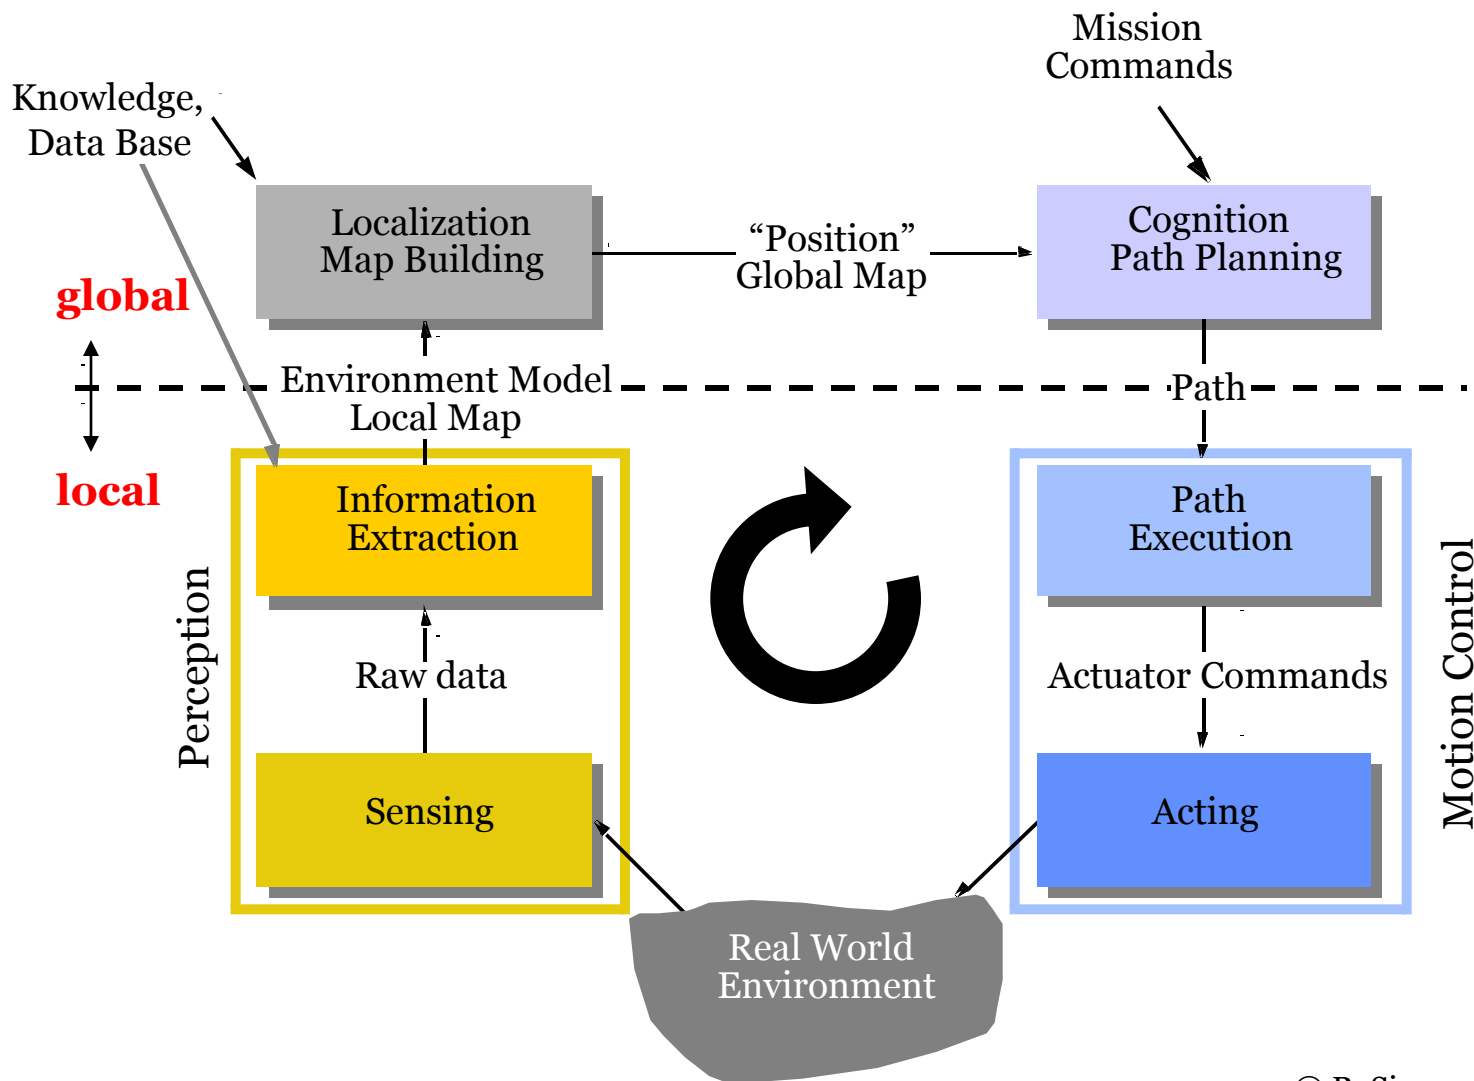 Mission
Commands
Knowledge,
Data Base
Localization
Map Building
“Position”
Global Map
Cognition
Path Planning
global
Environment Model
Local Map
Path
local
Information
Extraction
Path
Execution
Perception
Motion Control
Raw data
Actuator Commands
Sensing
Acting
Real World
Environment